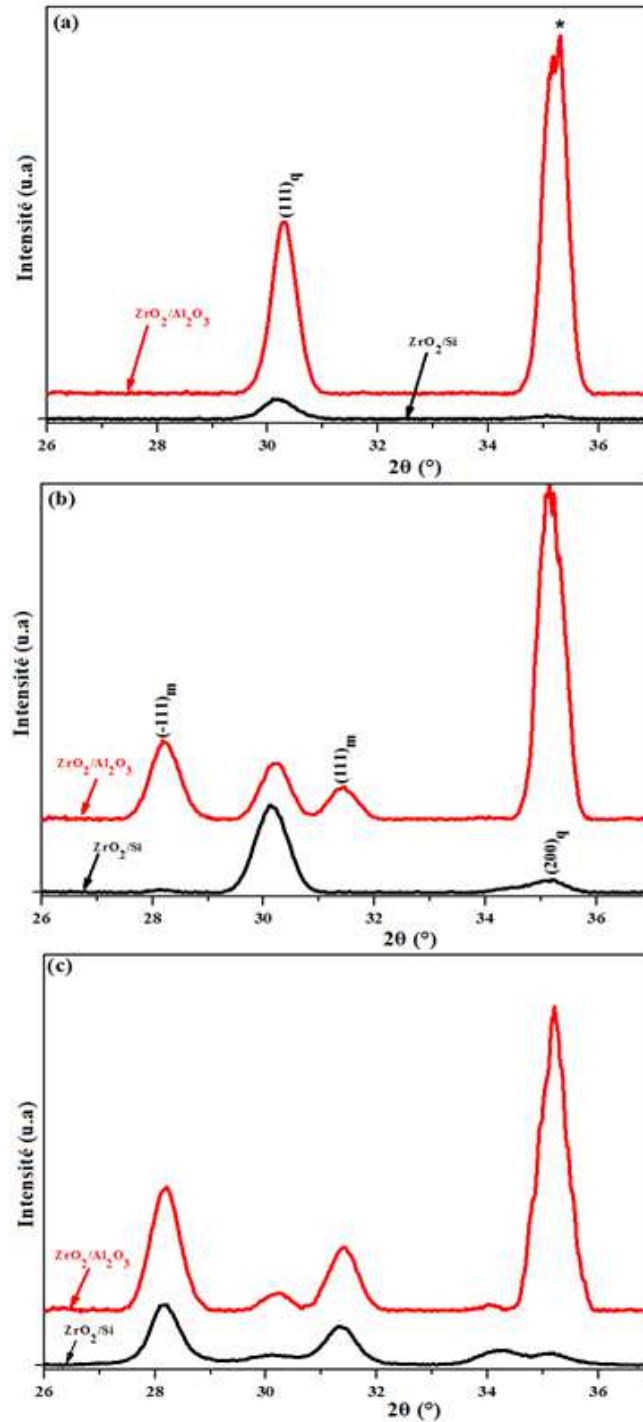 (a)
*
(111)q
ZrO2/Al2O3
ZrO2/Si
Intensité (u.a)
26 28 30 32 34 36
2θ (°)
(b)
(-111)m
(111)m
ZrO2/Al2O3
ZrO2/Si
(200)q
Intensité (u.a)
26 28 30 32 34 36
2θ (°)
(c)
ZrO2/Al2O3
ZrO2/Si
Intensité (u.a)
26 28 30 32 34 36
2θ (°)